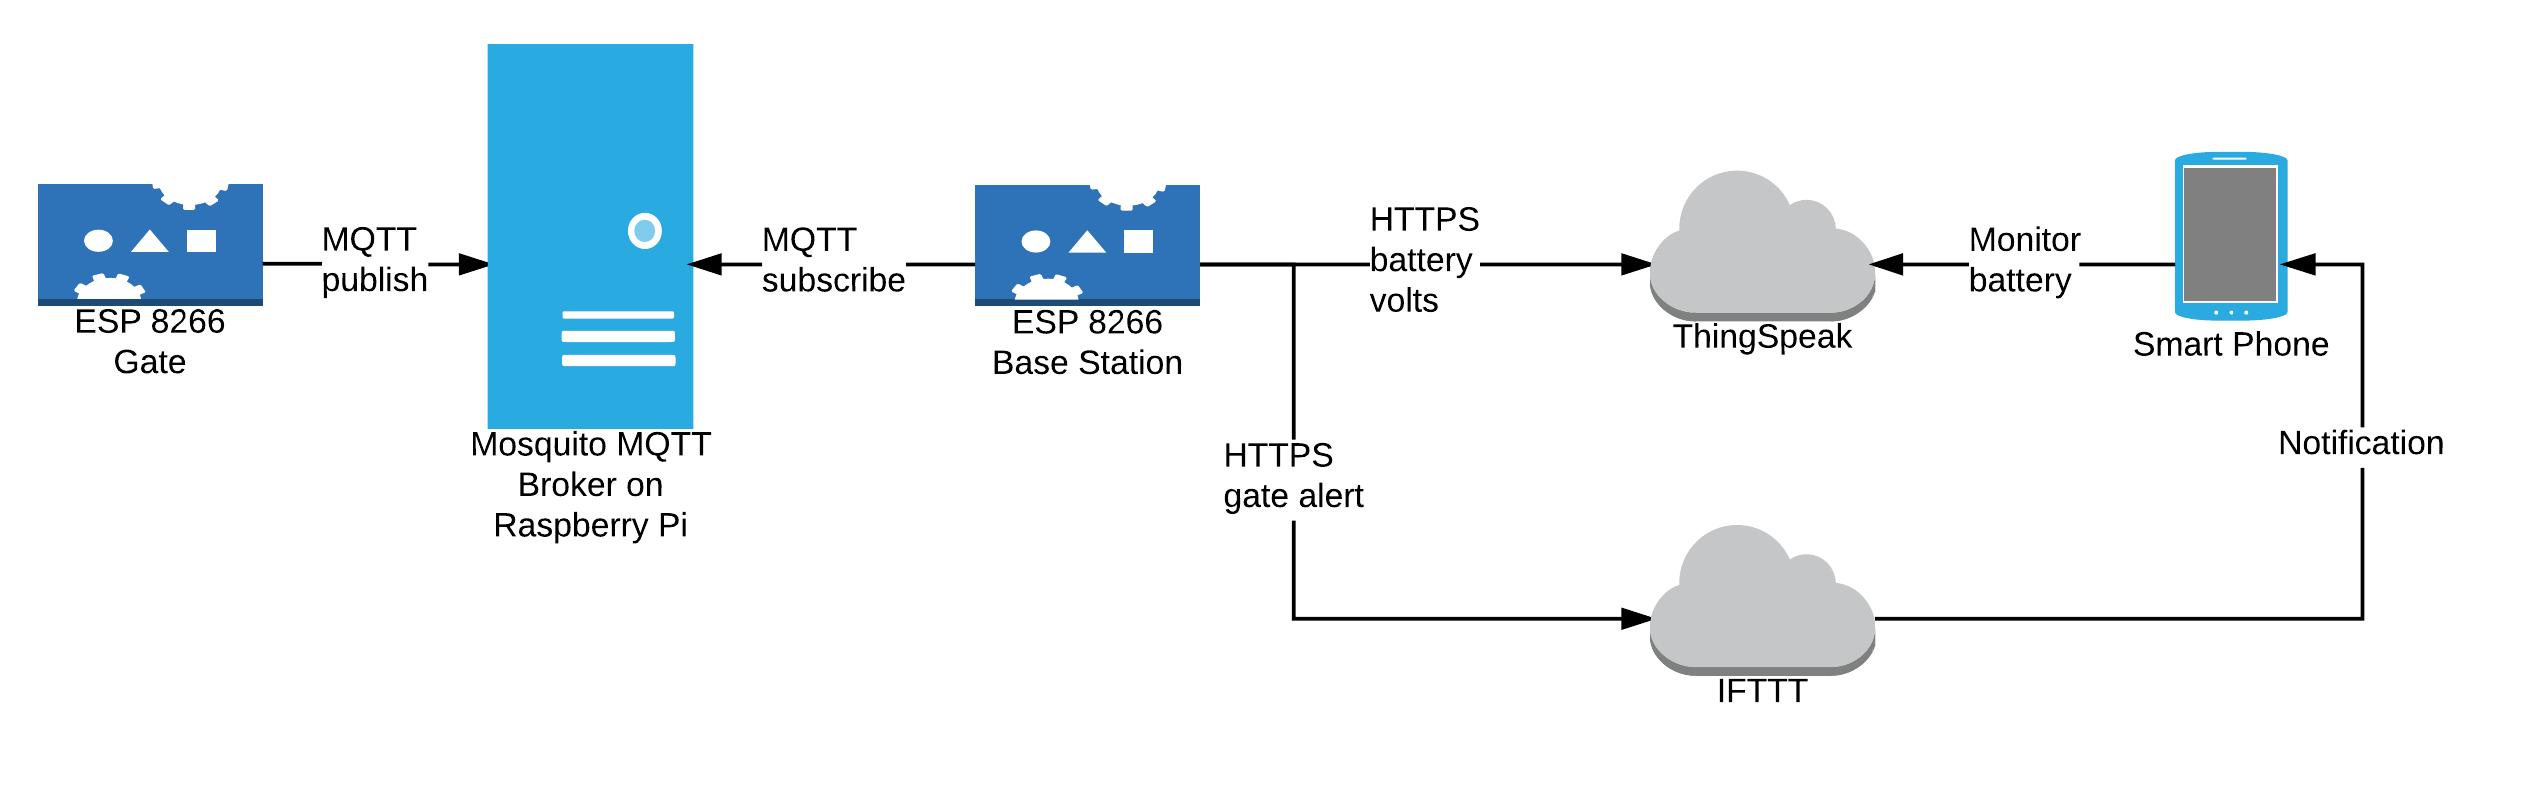 MQTT
publish
ESP 8266
Gate
Mosquito MQTT
Broker on
Raspberry Pi
MQTT
subscribe
ESP 8266
Base Station
HTTPS
battery
volts
HTTPS
gate alert
ThingSpeak
Monitor
battery
Smart Phone
Notification
IFTTT